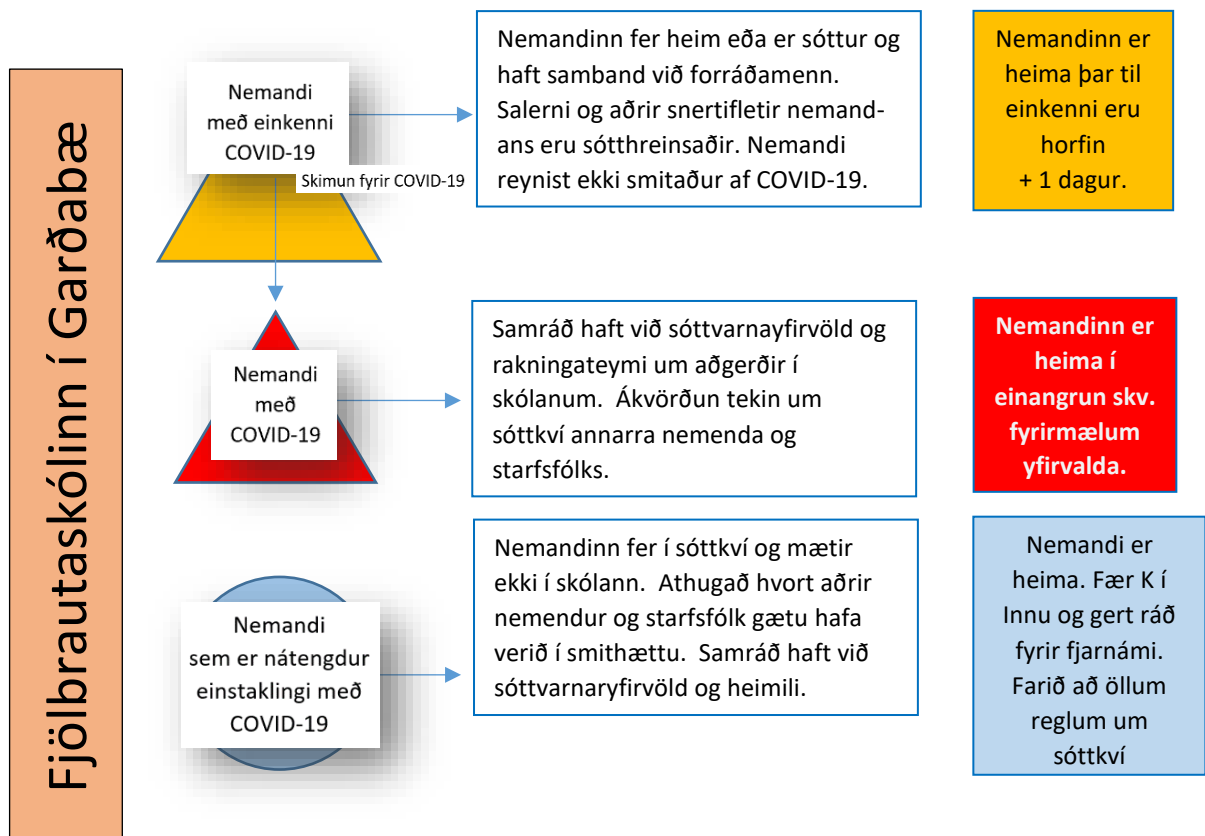 Fjölbrautaskólinn í Garðabæ
Nemandi
með einkenni
COVID-19
Skimun fyrir COVID-19
Nemandinn fer heim eða er sóttur og
haft samband við forráðamenn.
Salerni og aðrir snertifletir nemand-
ans eru sótthreinsaðir. Nemandi
reynist ekki smitaður af COVID-19.
Nemandinn er
heima þar til
einkenni eru
horfin
+ 1 dagur.
Nemandi
með
COVID-19
Samráð haft við sóttvarnayfirvöld og
rakningateymi um aðgerðir í
skólanum. Ákvörðun tekin um
sóttkví annarra nemenda og
starfsfólks.
Nemandinn er
heima í
einangrun skv.
fyrirmælum
yfirvalda.
Nemandi
sem er nátengdur
einstaklingi með
COVID-19
Nemandinn fer í sóttkví og mætir
ekki í skólann. Athugað hvort aðrir
nemendur og starfsfólk gætu hafa
verið í smithættu. Samráð haft við
sóttvarnaryfirvöld og heimili.
Nemandi er
heima. Fær K í
Innu og gert ráð
fyrir fjarnámi.
Farið að öllum
reglum um
sóttkví